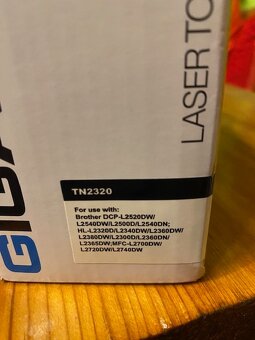 LASER TO
GIGA
TN2320
For use with:
Brother DCP-L2520DW/
L2540DW/L2500D/L2540DN;
HL-L2320D/L2340DW/L2360DW/
L2380DW/L2300D/L2360DN/
L2365DW;MFC-L2700DW/
L2720DW/L2740DW